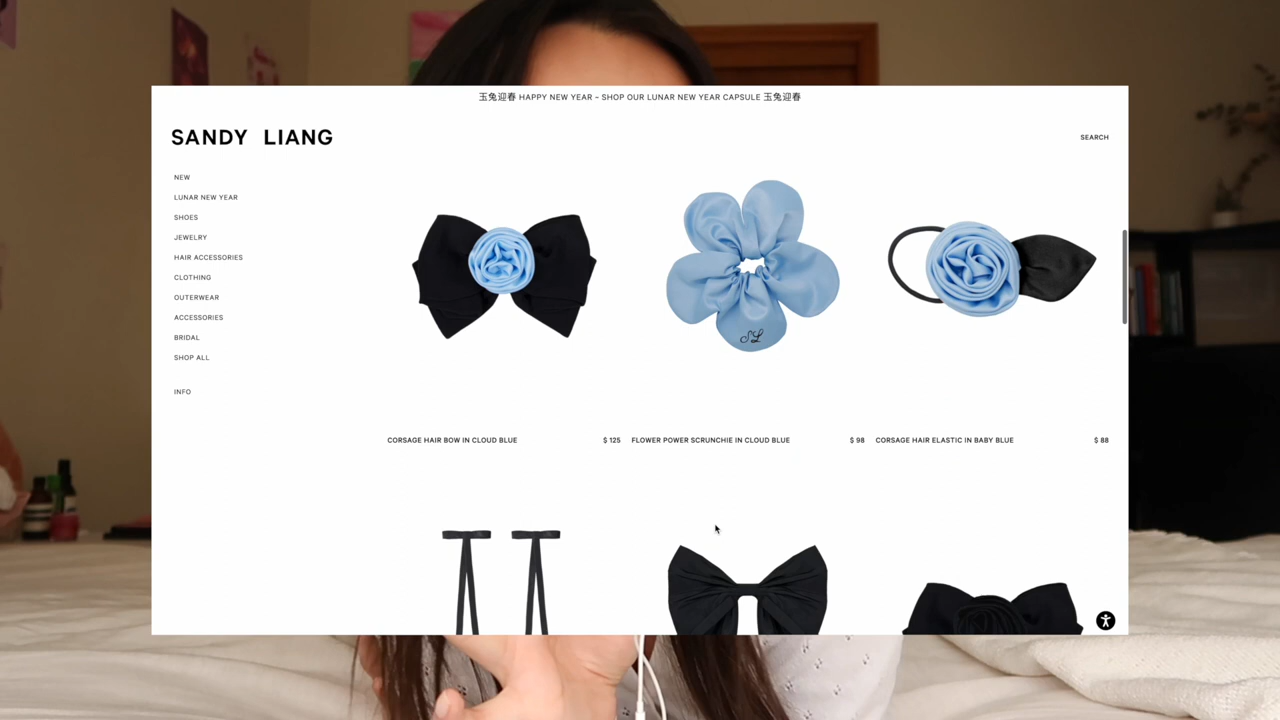 玉兔迎春 HAPPY NEW YEAR – SHOP OUR LUNAR NEW YEAR CAPSULE 玉兔迎春
SANDY LIANG
SEARCH
NEW
LUNAR NEW YEAR
SHOES
JEWELRY
HAIR ACCESSORIES
CLOTHING
OUTERWEAR
ACCESSORIES
BRIDAL
SHOP ALL
INFO
SL
CORSAGE HAIR BOW IN CLOUD BLUE $ 125
FLOWER POWER SCRUNCHIE IN CLOUD BLUE $ 98
CORSAGE HAIR ELASTIC IN BABY BLUE $ 88